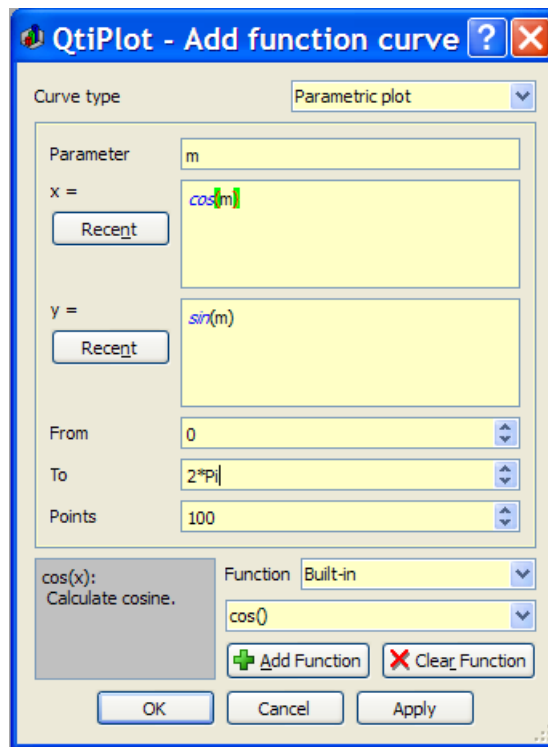 QtiPlot - Add function curve ?
Curve type Parametric plot
Parameter m
x = cos(m)
Recent
y = sin(m)
Recent
From 0
To 2*Pi
Points 100
cos(x):
Calculate cosine.
Function Built-in
cos()
Add Function Clear Function
OK Cancel Apply